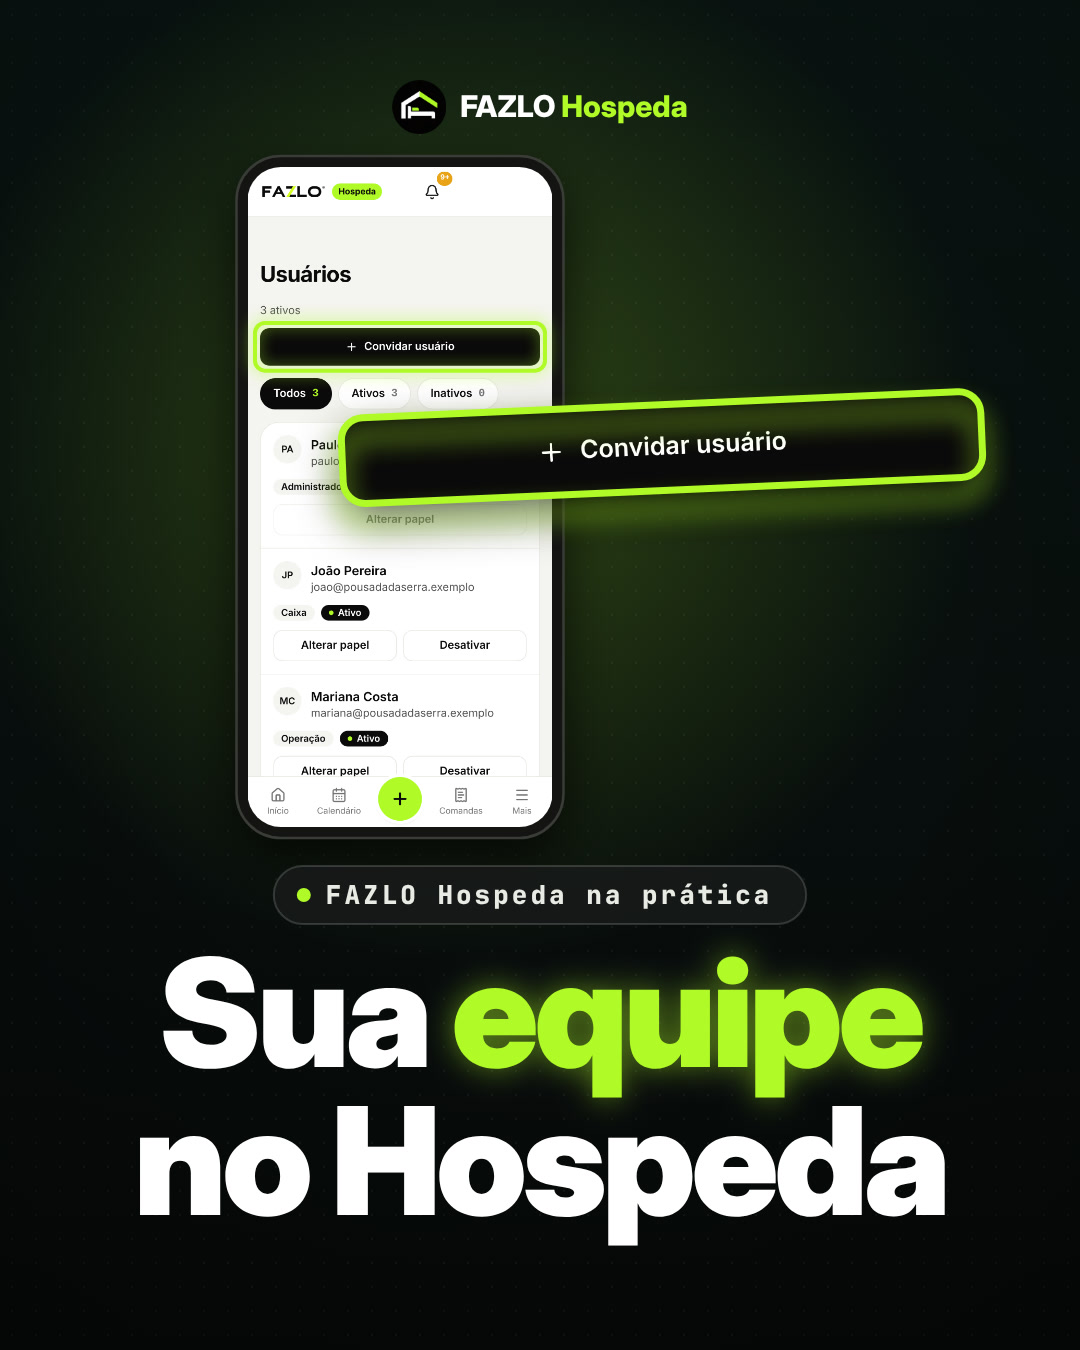 FAZLO Hospeda
FAZLO Hospeda
9+
Usuários
3 ativos
+ Convidar usuário
Todos 3 Ativos 3 Inativos 0
+ Convidar usuário
PA
Alterar papel
JP João Pereira
joao@pousadadaserra.exemplo
Caixa Ativo
Alterar papel Desativar
MC Mariana Costa
mariana@pousadadaserra.exemplo
Operação Ativo
Alterar papel Desativar
Início Calendário + Comandas Mais
FAZLO Hospeda na prática
Sua equipe
no Hospeda